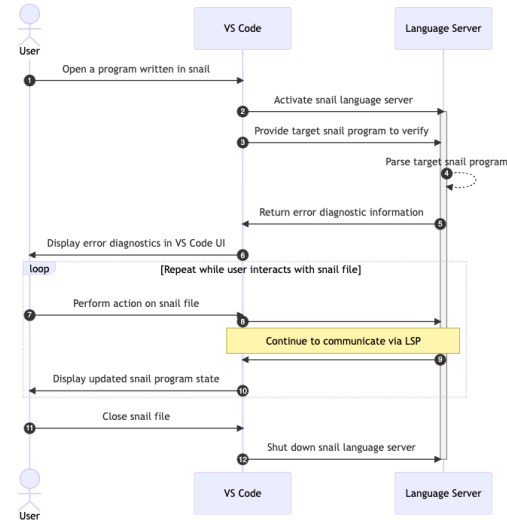 VS Code
Language Server
User
Open a program written in snail
1
Activate snail language server
2
Provide target snail program to verify
3
Parse target snail program
4
Return error diagnostic information
5
Display error diagnostics in VS Code UI
6
loop
[Repeat while user interacts with snail file]
Perform action on snail file
7
8
Continue to communicate via LSP
9
Display updated snail program state
10
Close snail file
11
Shut down snail language server
12
VS Code
Language Server
User